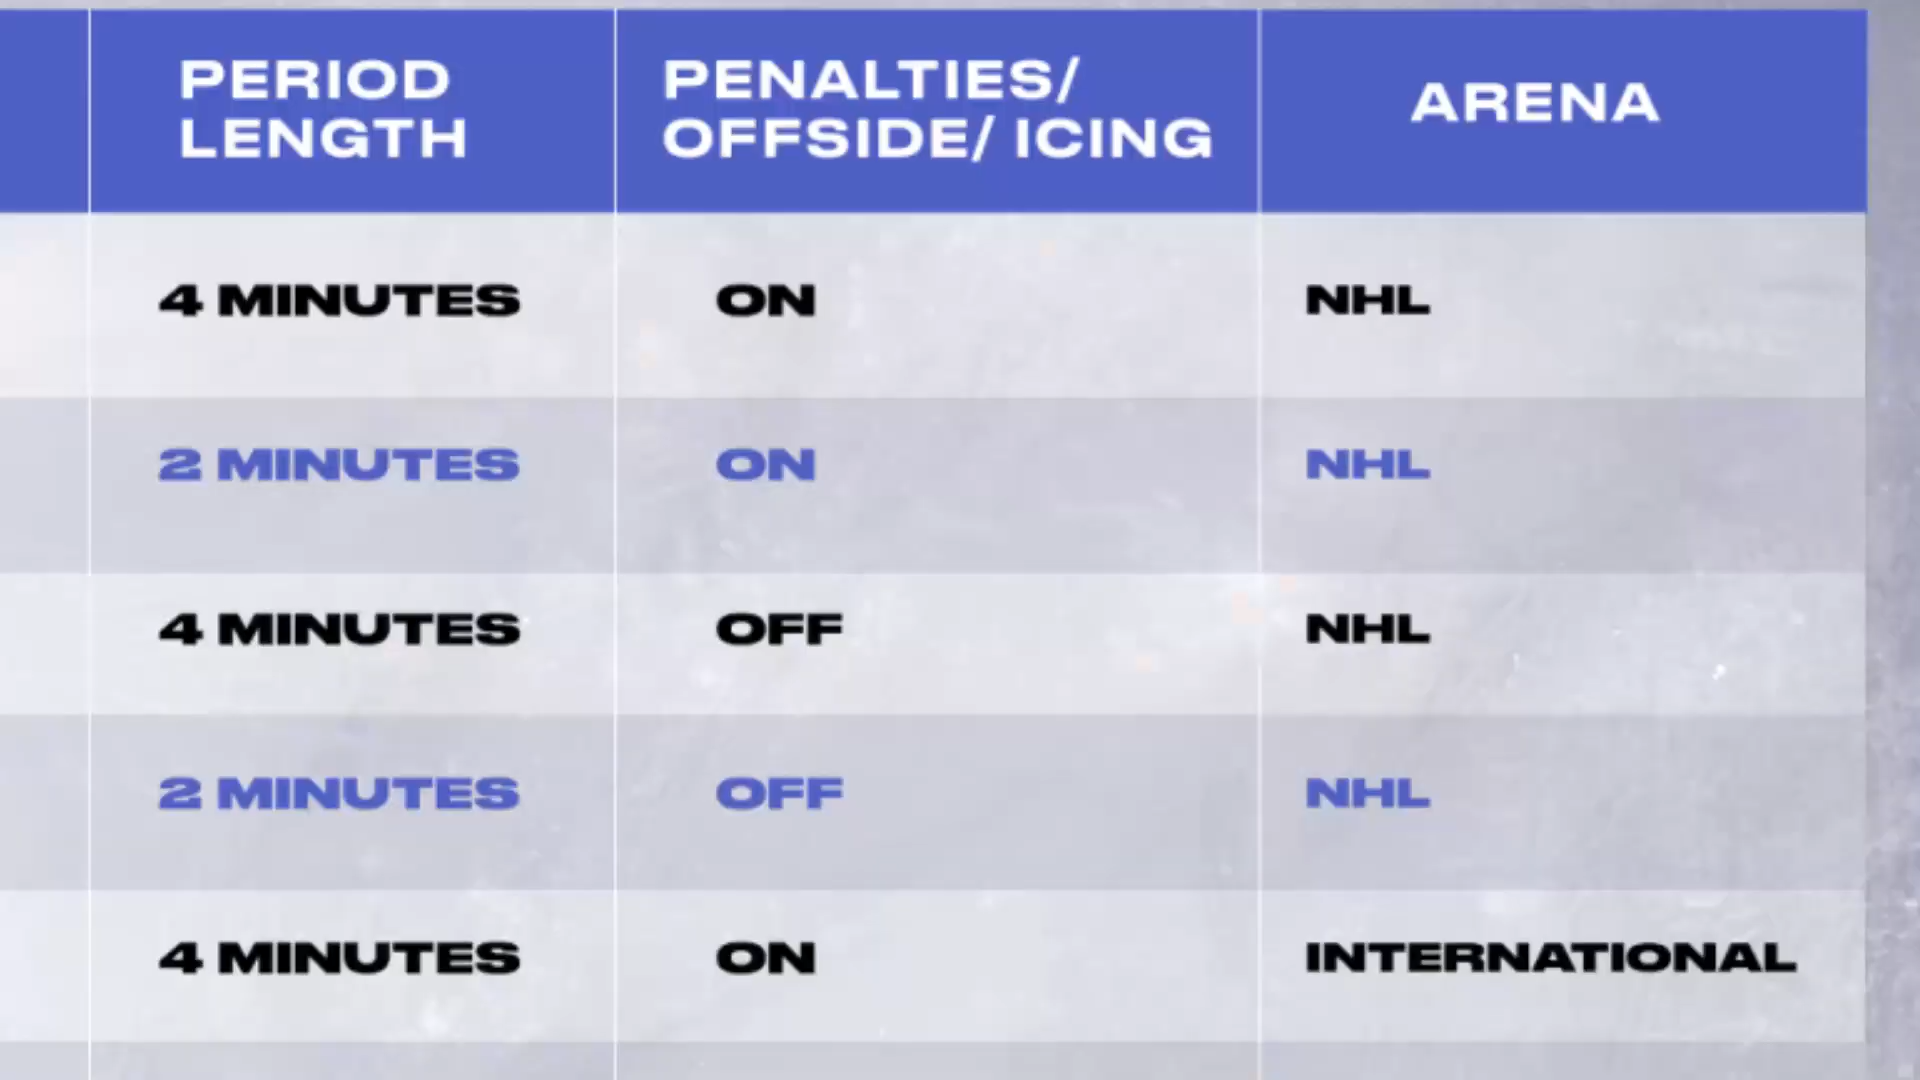 PERIOD
LENGTH
PENALTIES/
OFFSIDE/ ICING
ARENA
4 MINUTES ON NHL
2 MINUTES ON NHL
4 MINUTES OFF NHL
2 MINUTES OFF NHL
4 MINUTES ON INTERNATIONAL